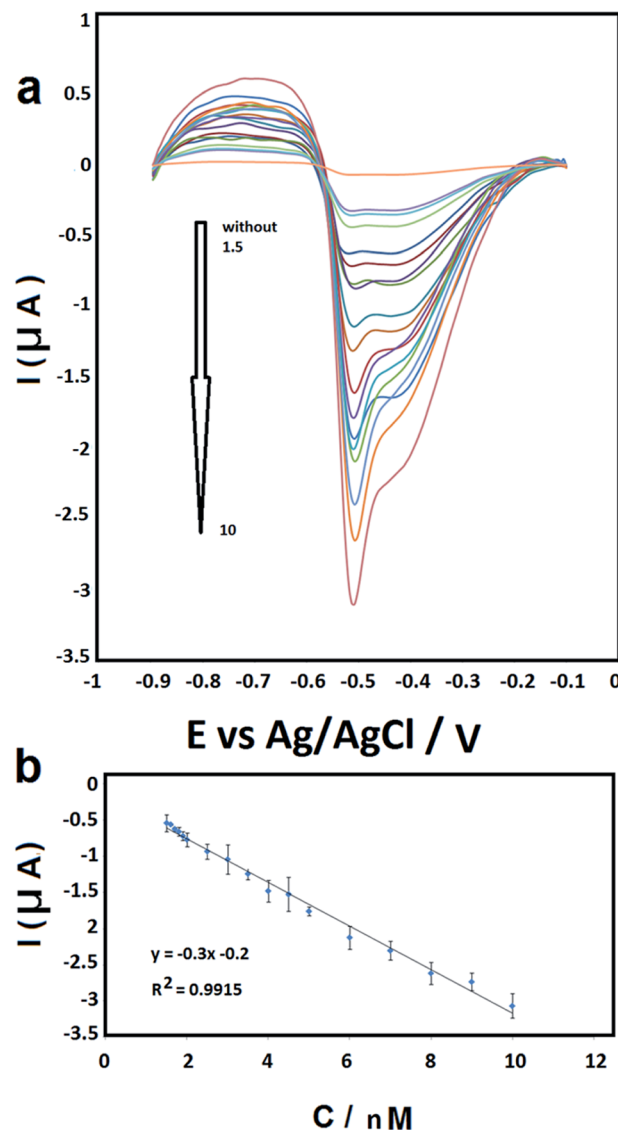 a
1
0.5
0
-0.5
-1
-1.5
-2
-2.5
-3
-3.5
I (µ A)
without
1.5
10
-1 -0.9 -0.8 -0.7 -0.6 -0.5 -0.4 -0.3 -0.2 -0.1 0
E vs Ag/AgCl / V
b
0
-0.5
-1
-1.5
2
-2.5
-3
-3.5
I (µ A)
y = -0.3x -0.2
R² = 0.9915
0 2 4 6 8 10 12
C / nM